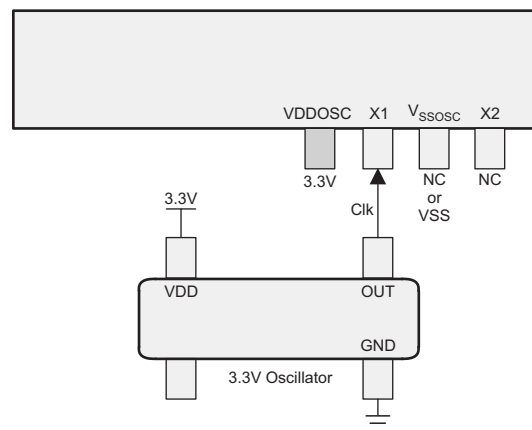 VDDOSC X1 VSSOSC X2
3.3V NC or VSS NC
3.3V
Clk
VDD OUT
GND
3.3V Oscillator